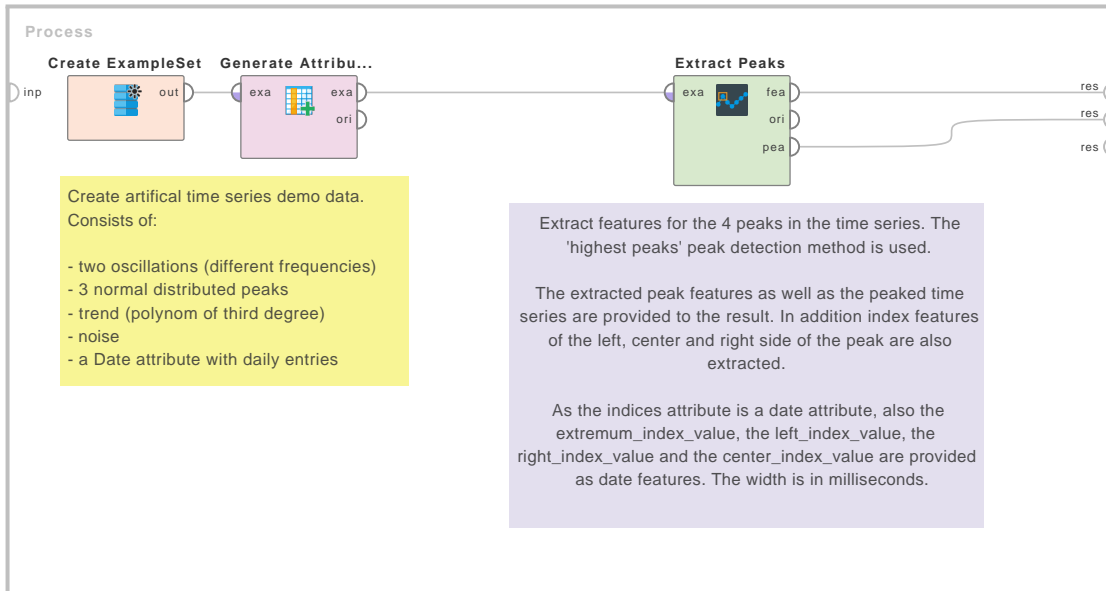 Process
Create ExampleSet
Generate Attribu...
Extract Peaks
inp
out
exa
exa
ori
exa
fea
ori
pea
res
res
res
Create artifical time series demo data.
Consists of:
- two oscillations (different frequencies)
- 3 normal distributed peaks
- trend (polynom of third degree)
- noise
- a Date attribute with daily entries
Extract features for the 4 peaks in the time series. The
'highest peaks' peak detection method is used.
The extracted peak features as well as the peaked time
series are provided to the result. In addition index features
of the left, center and right side of the peak are also
extracted.
As the indices attribute is a date attribute, also the
extremum_index_value, the left_index_value, the
right_index_value and the center_index_value are provided
as date features. The width is in milliseconds.